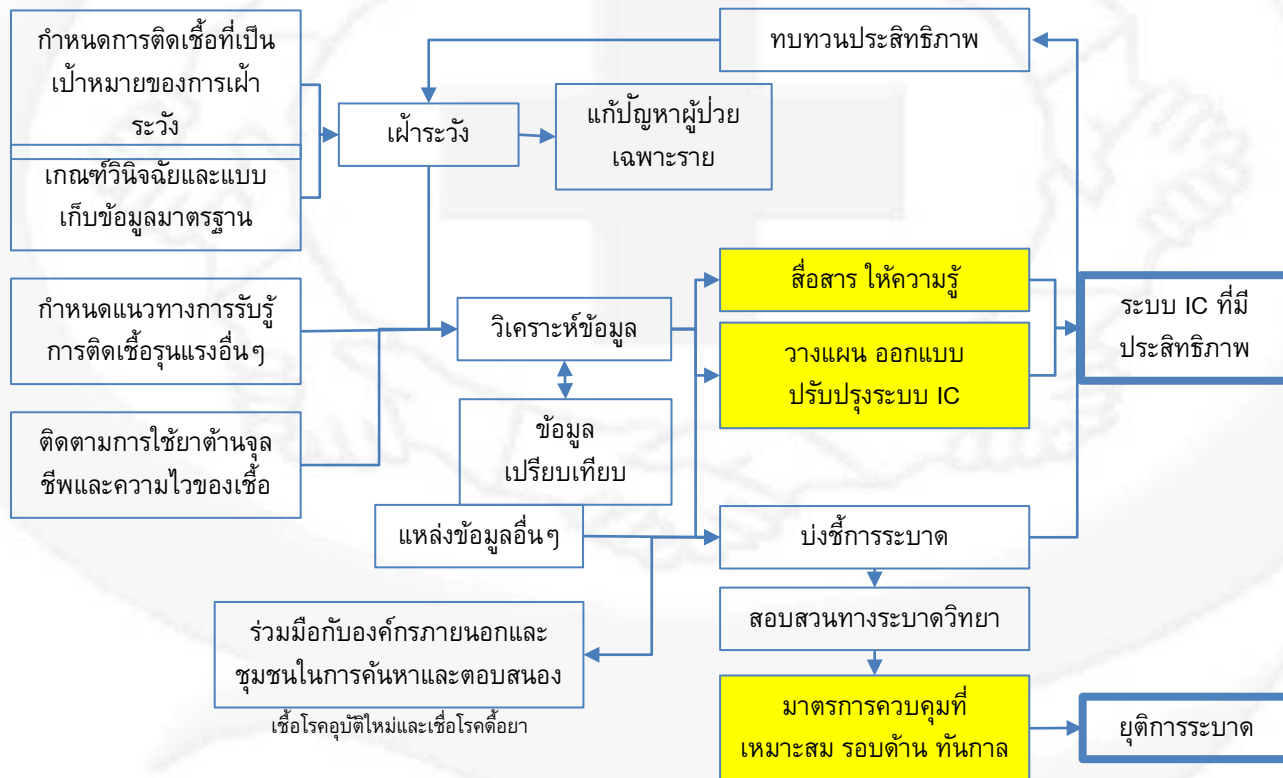 กำหนดการติดเชื้อที่เป็น
เป้าหมายของการเฝ้า
ระวัง
เกณฑ์วินิจฉัยและแบบ
เก็บข้อมูลมาตรฐาน
ทบทวนประสิทธิภาพ
เฝ้าระวัง
แก้ปัญหาผู้ป่วย
เฉพาะราย
กำหนดแนวทางการรับรู้
การติดเชื้อรุนแรงอื่นๆ
วิเคราะห์ข้อมูล
สื่อสาร ให้ความรู้
วางแผน ออกแบบ
ปรับปรุงระบบ IC
ระบบ IC ที่มี
ประสิทธิภาพ
ติดตามการใช้ยาต้านจุล
ชีพและความไวของเชื้อ
ข้อมูล
เปรียบเทียบ
แหล่งข้อมูลอื่นๆ
บ่งชี้การระบาด
สอบสวนทางระบาดวิทยา
ร่วมมือกับองค์กรภายนอกและ
ชุมชนในการค้นหาและตอบสนอง
เชื้อโรคอุบัติใหม่และเชื่อโรคดื้อยา
มาตรการควบคุมที่
เหมาะสม รอบด้าน ทันกาล
ยุติการระบาด